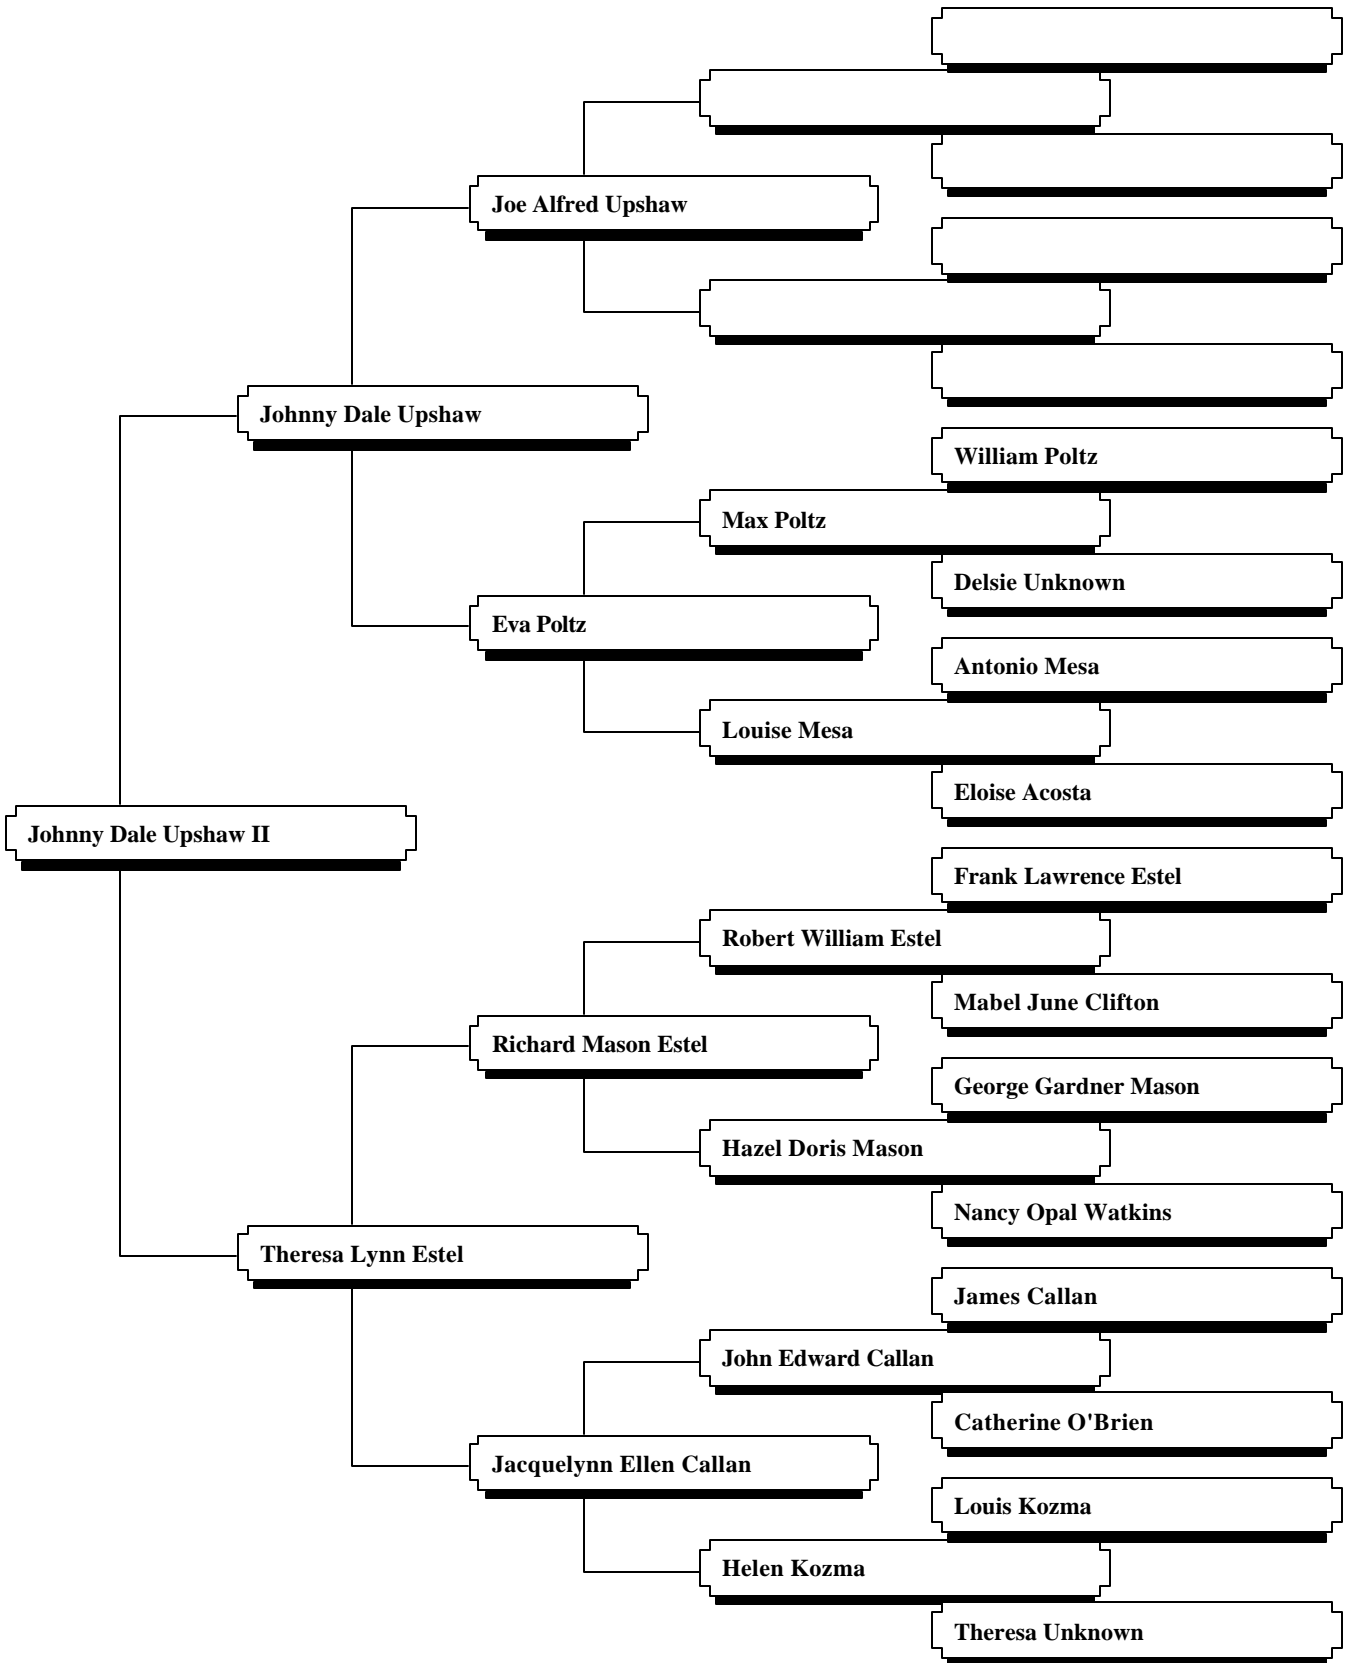 Joe Alfred Upshaw
Johnny Dale Upshaw
William Poltz
Max Poltz
Delsie Unknown
Eva Poltz
Antonio Mesa
Louise Mesa
Eloise Acosta
Johnny Dale Upshaw II
Frank Lawrence Estel
Robert William Estel
Mabel June Clifton
Richard Mason Estel
George Gardner Mason
Hazel Doris Mason
Nancy Opal Watkins
Theresa Lynn Estel
James Callan
John Edward Callan
Catherine O'Brien
Jacquelynn Ellen Callan
Louis Kozma
Helen Kozma
Theresa Unknown